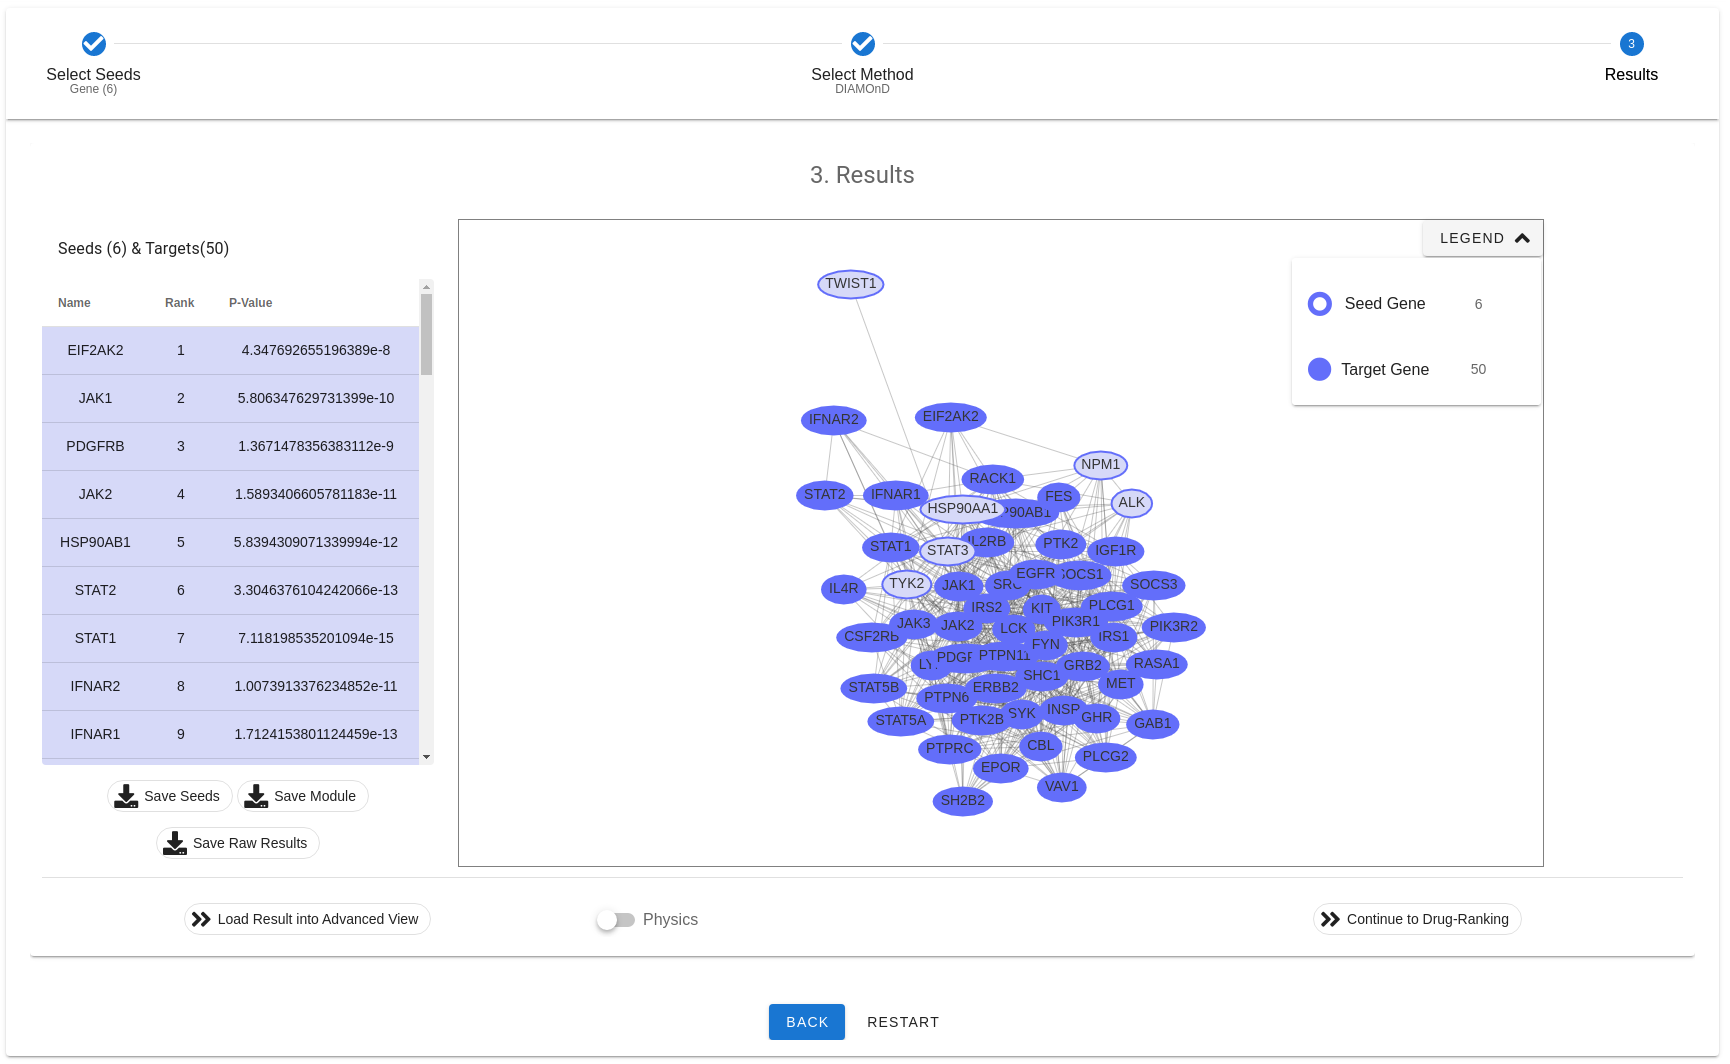 3
Select Seeds
Gene (6)
Select Method
DIAMOnD
Results
3. Results
Seeds (6) & Targets(50)
Name Rank P-Value
EIF2AK2 1 4.347692655196389e-8
JAK1 2 5.806347629731399e-10
PDGFRB 3 1.3671478356383112e-9
JAK2 4 1.5893406605781183e-11
HSP90AB1 5 5.8394309071339994e-12
STAT2 6 3.3046376104242066e-13
STAT1 7 7.118198535201094e-15
IFNAR2 8 1.0073913376234852e-11
IFNAR1 9 1.7124153801124459e-13
Save Seeds
Save Module
Save Raw Results
LEGEND
Seed Gene 6
Target Gene 50
TWIST1
IFNAR2
EIF2AK2
NPM1
RACK1
STAT2
IFNAR1
FES
ALK
HSP90AA1
P90AB1
STAT1
STAT3
IL2RB
PTK2
IGF1R
IL4R
TYK2
JAK1
SRC
EGFR
SOCS1
SOCS3
IRS2
KIT
PLCG1
CSF2RB
JAK3
JAK2
LCK
PIK3R1
IRS1
PIK3R2
FYN
PDGF
PTPN11
GRB2
RASA1
SHC1
MET
STAT5B
PTPN6
ERBB2
STAT5A
PTK2B
SYK
INSR
GHR
GAB1
PTPRC
CBL
PLCG2
EPOR
VAV1
SH2B2
Load Result into Advanced View
Physics
Continue to Drug-Ranking
BACK
RESTART